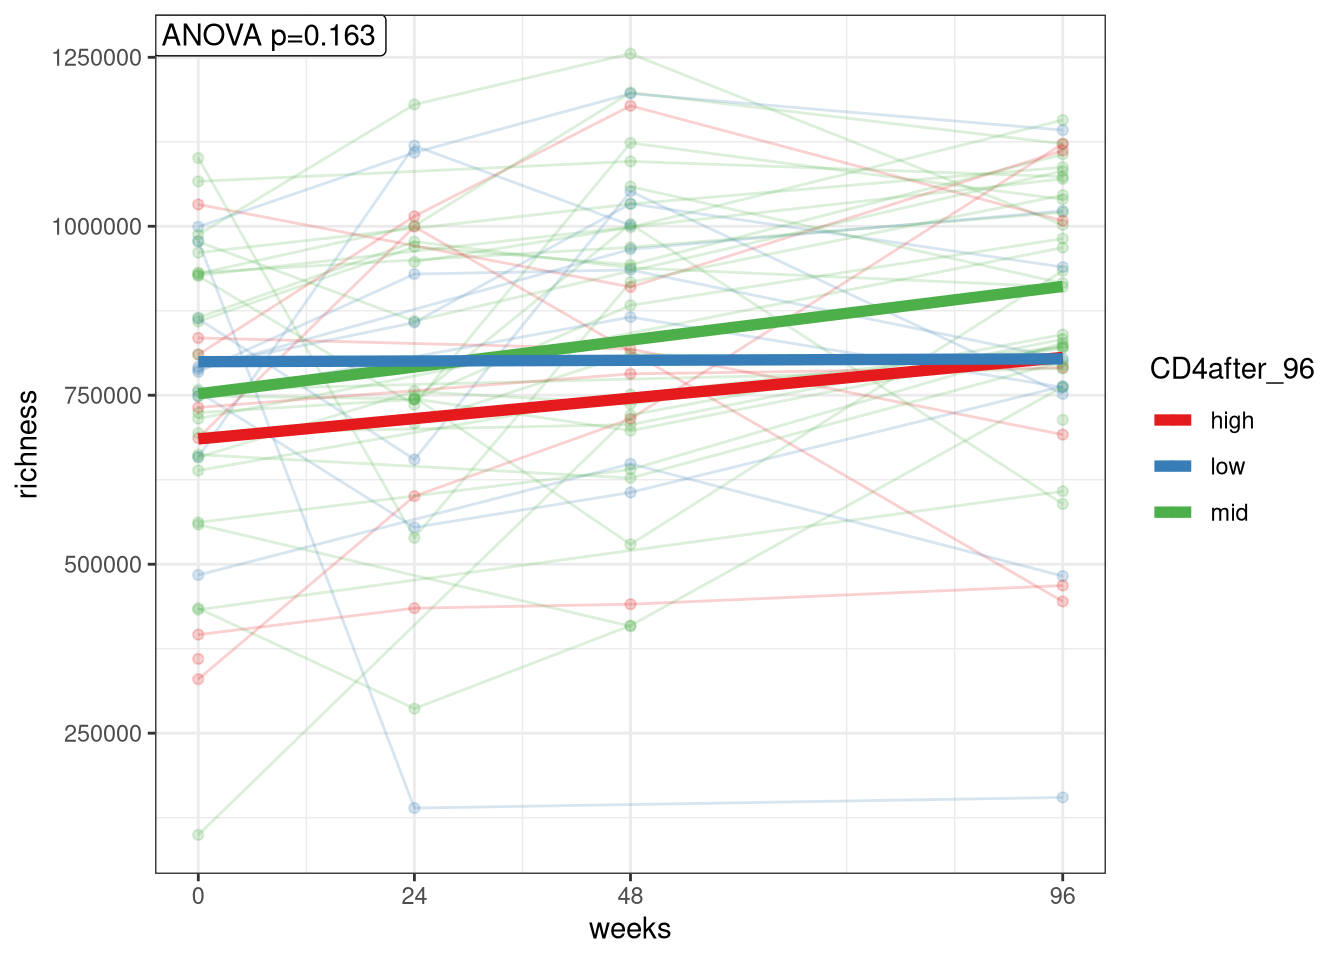 ANOVA p=0.163
1250000
1000000
750000
500000
250000
richness
0 24 48 96
weeks
CD4after_96
high
low
mid